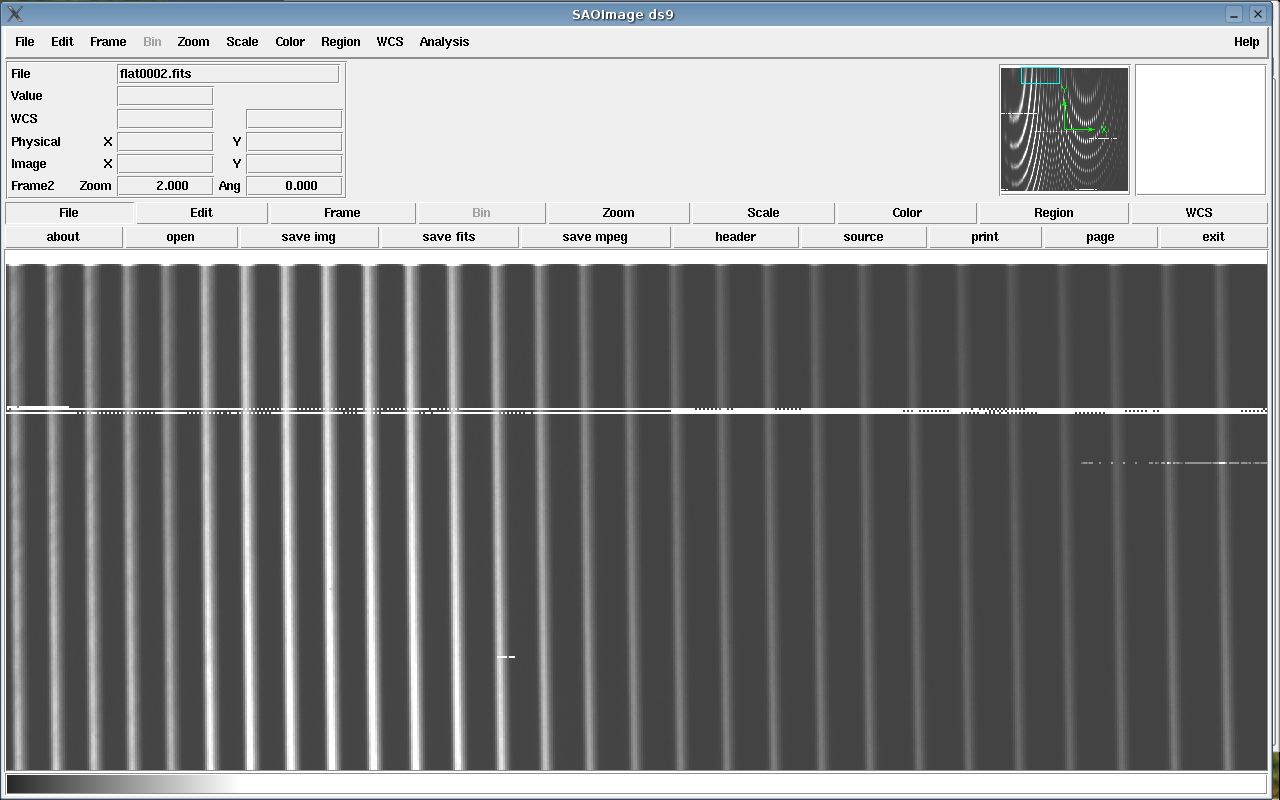 SAOImage ds9
File Edit Frame Bin Zoom Scale Color Region WCS Analysis Help
File flat0002.fits
Value
WCS
Physical X Y
Image X Y
Frame2 Zoom 2.000 Ang 0.000
File Edit Frame Bin Zoom Scale Color Region WCS
about open save img save fits save mpeg header source print page exit